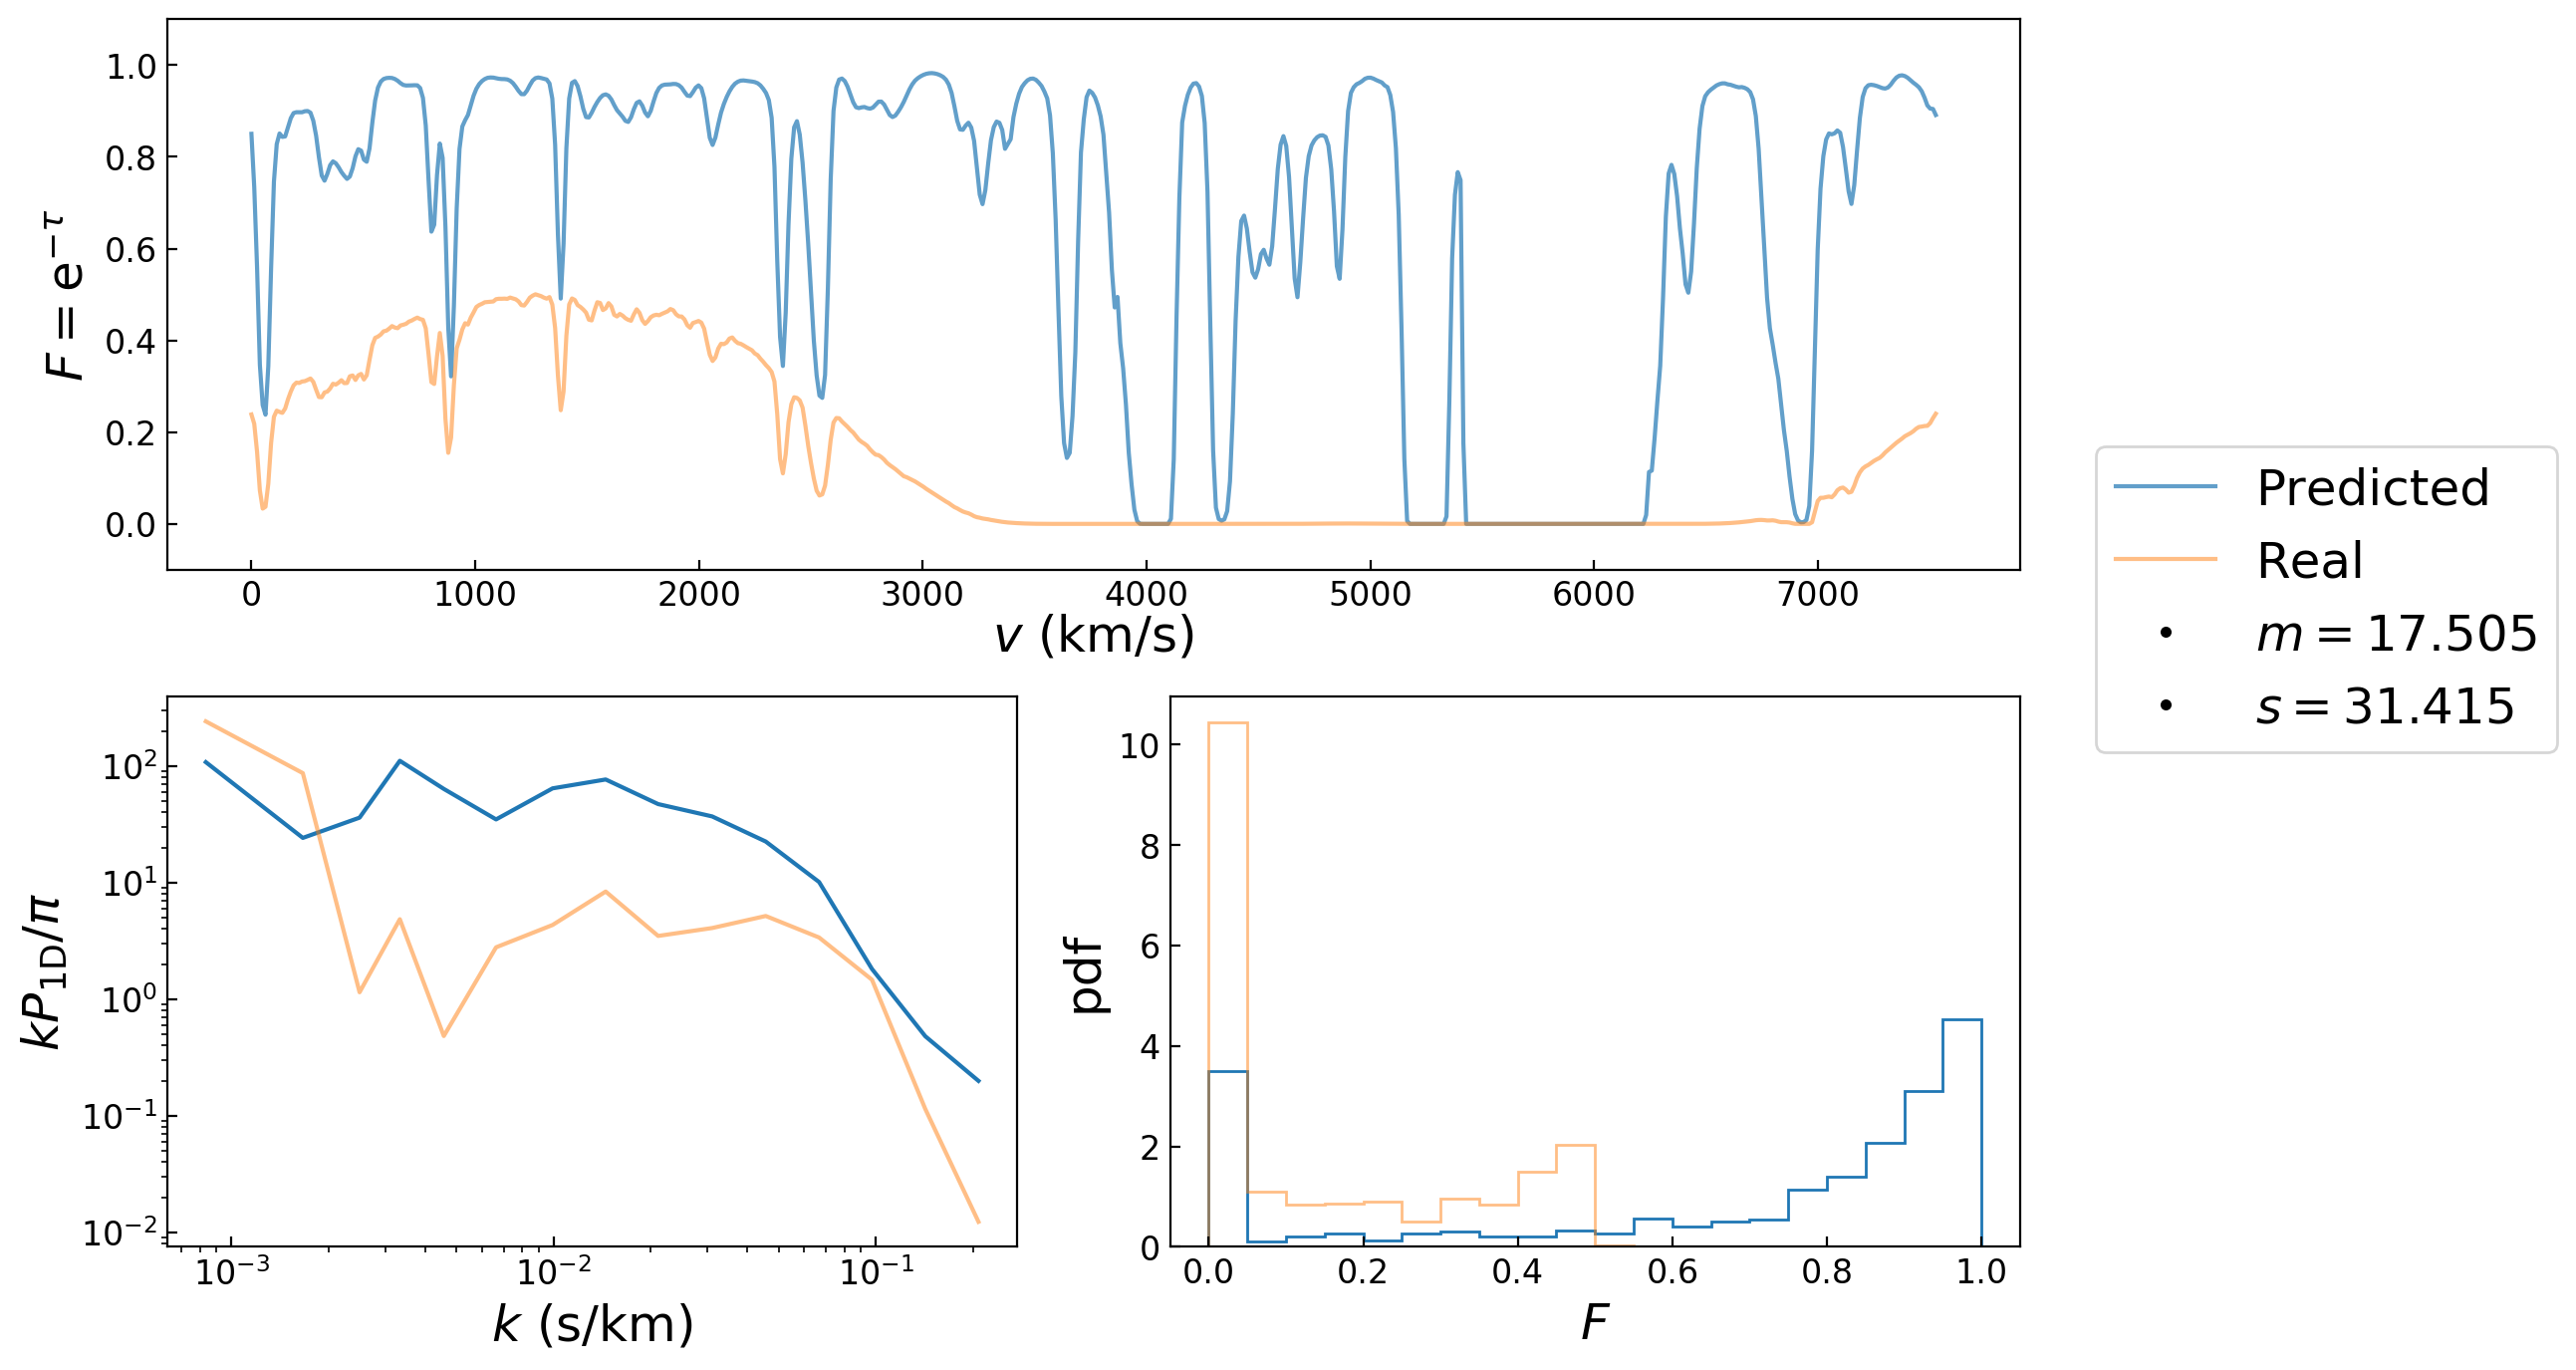 1.0
0.8
0.6
0.4
0.2
0.0
F = e^{-τ}
0 1000 2000 3000 4000 5000 6000 7000
v (km/s)
Predicted
Real
m = 17.505
s = 31.415
10^2
10^1
10^0
10^{-1}
10^{-2}
kP_{1D}/π
10^{-3} 10^{-2} 10^{-1}
k (s/km)
10
8
6
4
2
0
pdf
0.0 0.2 0.4 0.6 0.8 1.0
F